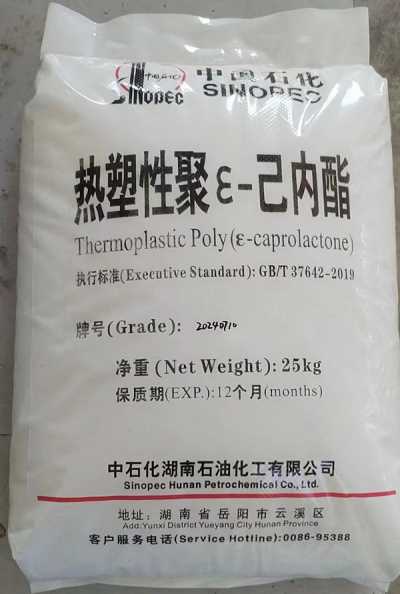 中国石化
SINOPEC
中国石化
SINOPEC
热塑性聚ε-己内酯
Thermoplastic Poly(ε-caprolactone)
执行标准(Executive Standard): GB/T 37642-2019
牌号(Grade): 20240710
净重(Net Weight):25kg
保质期(EXP.):12个月(months)
中石化湖南石油化工有限公司
Sinopec Hunan Petrochemical Co., Ltd.
地址: 湖南省岳阳市云溪区
Add:Yunxi District Yueyang City Hunan Province
客户服务电话(Service Hotline):0086-95388